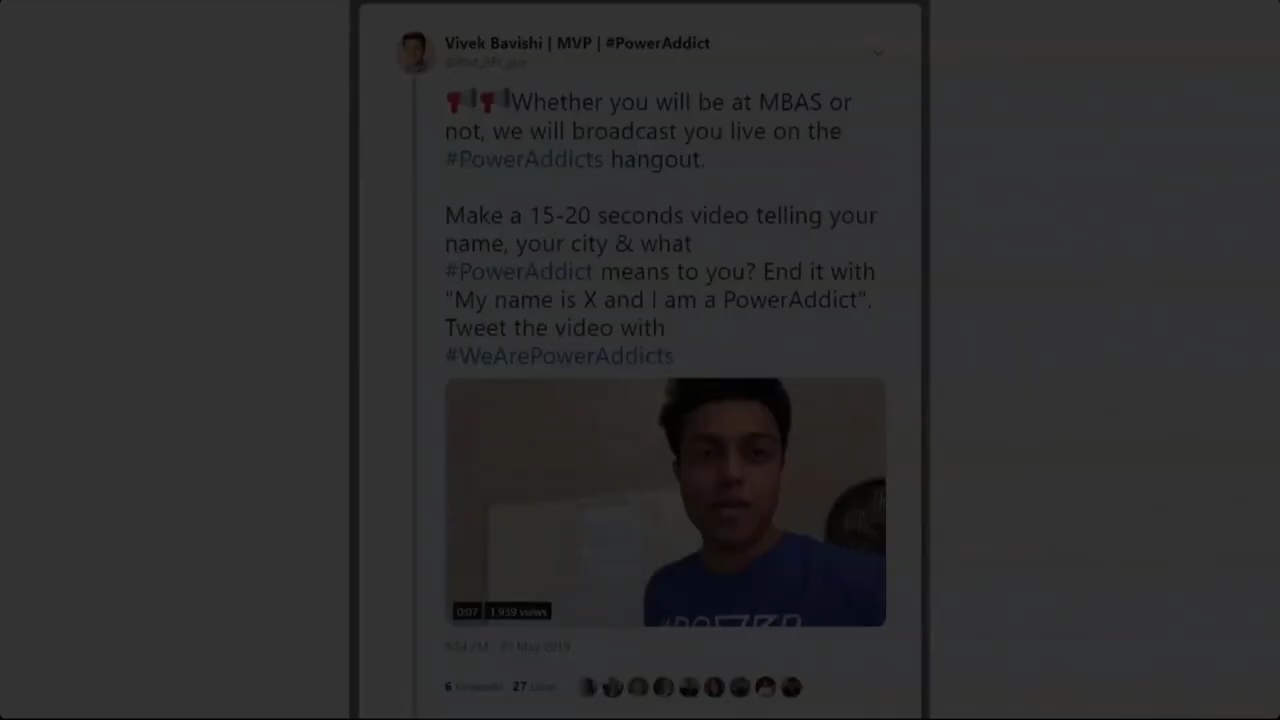 Vivek Bavishi | MVP | #PowerAddict
Whether you will be at MBAS or
not, we will broadcast you live on the
#PowerAddicts hangout.
Make a 15-20 seconds video telling your
name, your city & what
#PowerAddict means to you? End it with
"My name is X and I am a PowerAddict".
Tweet the video with
#WeArePowerAddicts
0:07 1,939 views
May 2019
6 27 Likes